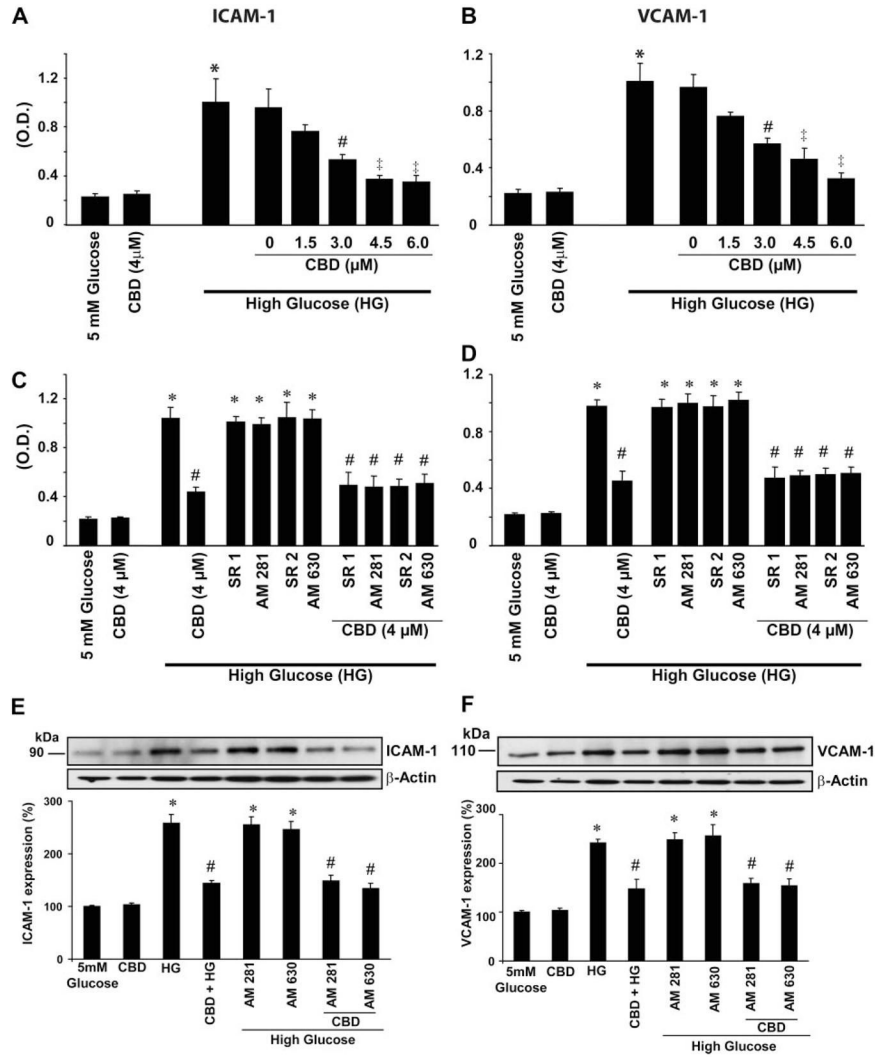 A
ICAM-1
(O.D.)
1.2
0.8
0.4
0
*
#
‡
‡
0 1.5 3.0 4.5 6.0
CBD (µM)
5 mM Glucose
CBD (4µM)
High Glucose (HG)
B
VCAM-1
1.2
0.8
0.4
0
*
#
‡
‡
0 1.5 3.0 4.5 6.0
CBD (µM)
5 mM Glucose
CBD (4 µM)
High Glucose (HG)
C
(O.D.)
1.2
0.8
0.4
0
* * * * *
#
# # # #
5 mM Glucose
CBD (4 µM)
CBD (4 µM)
SR 1
AM 281
SR 2
AM 630
SR 1
AM 281
SR 2
AM 630
CBD (4 µM)
High Glucose (HG)
D
1.2
0.8
0.4
0
* * * * *
#
# # # #
5 mM Glucose
CBD (4 µM)
CBD (4 µM)
SR 1
AM 281
SR 2
AM 630
SR 1
AM 281
SR 2
AM 630
CBD (4 µM)
High Glucose (HG)
E
kDa
90
ICAM-1
β-Actin
ICAM-1 expression (%)
300
200
100
0
* * *
#
# #
5mM
Glucose
CBD
HG
CBD + HG
AM 281
AM 630
AM 281
AM 630
CBD
High Glucose
F
kDa
110
VCAM-1
β-Actin
VCAM-1 expression (%)
300
200
100
0
* * *
#
# #
5mM
Glucose
CBD
HG
CBD + HG
AM 281
AM 630
AM 281
AM 630
CBD
High Glucose